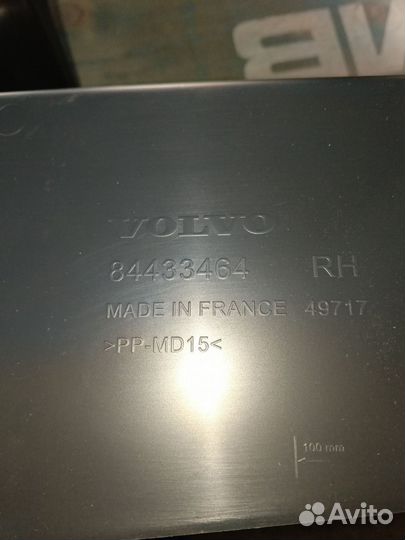 VOLVO
84433464 RH
MADE IN FRANCE 49717
>PP-MD15<
100 mm
Avito